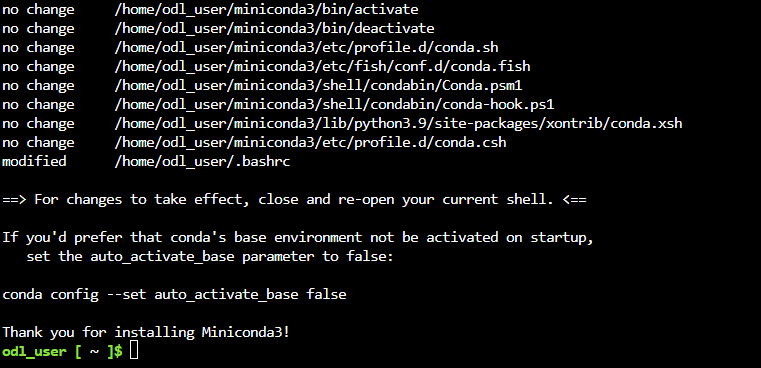 no change     /home/odl_user/miniconda3/bin/activate
no change     /home/odl_user/miniconda3/bin/deactivate
no change     /home/odl_user/miniconda3/etc/profile.d/conda.sh
no change     /home/odl_user/miniconda3/etc/fish/conf.d/conda.fish
no change     /home/odl_user/miniconda3/shell/condabin/Conda.psm1
no change     /home/odl_user/miniconda3/shell/condabin/conda-hook.ps1
no change     /home/odl_user/miniconda3/lib/python3.9/site-packages/xontrib/conda.xsh
no change     /home/odl_user/miniconda3/etc/profile.d/conda.csh
modified      /home/odl_user/.bashrc
==> For changes to take effect, close and re-open your current shell. <==
If you'd prefer that conda's base environment not be activated on startup,
   set the auto_activate_base parameter to false:
conda config --set auto_activate_base false
Thank you for installing Miniconda3!
odl_user [ ~ ]$